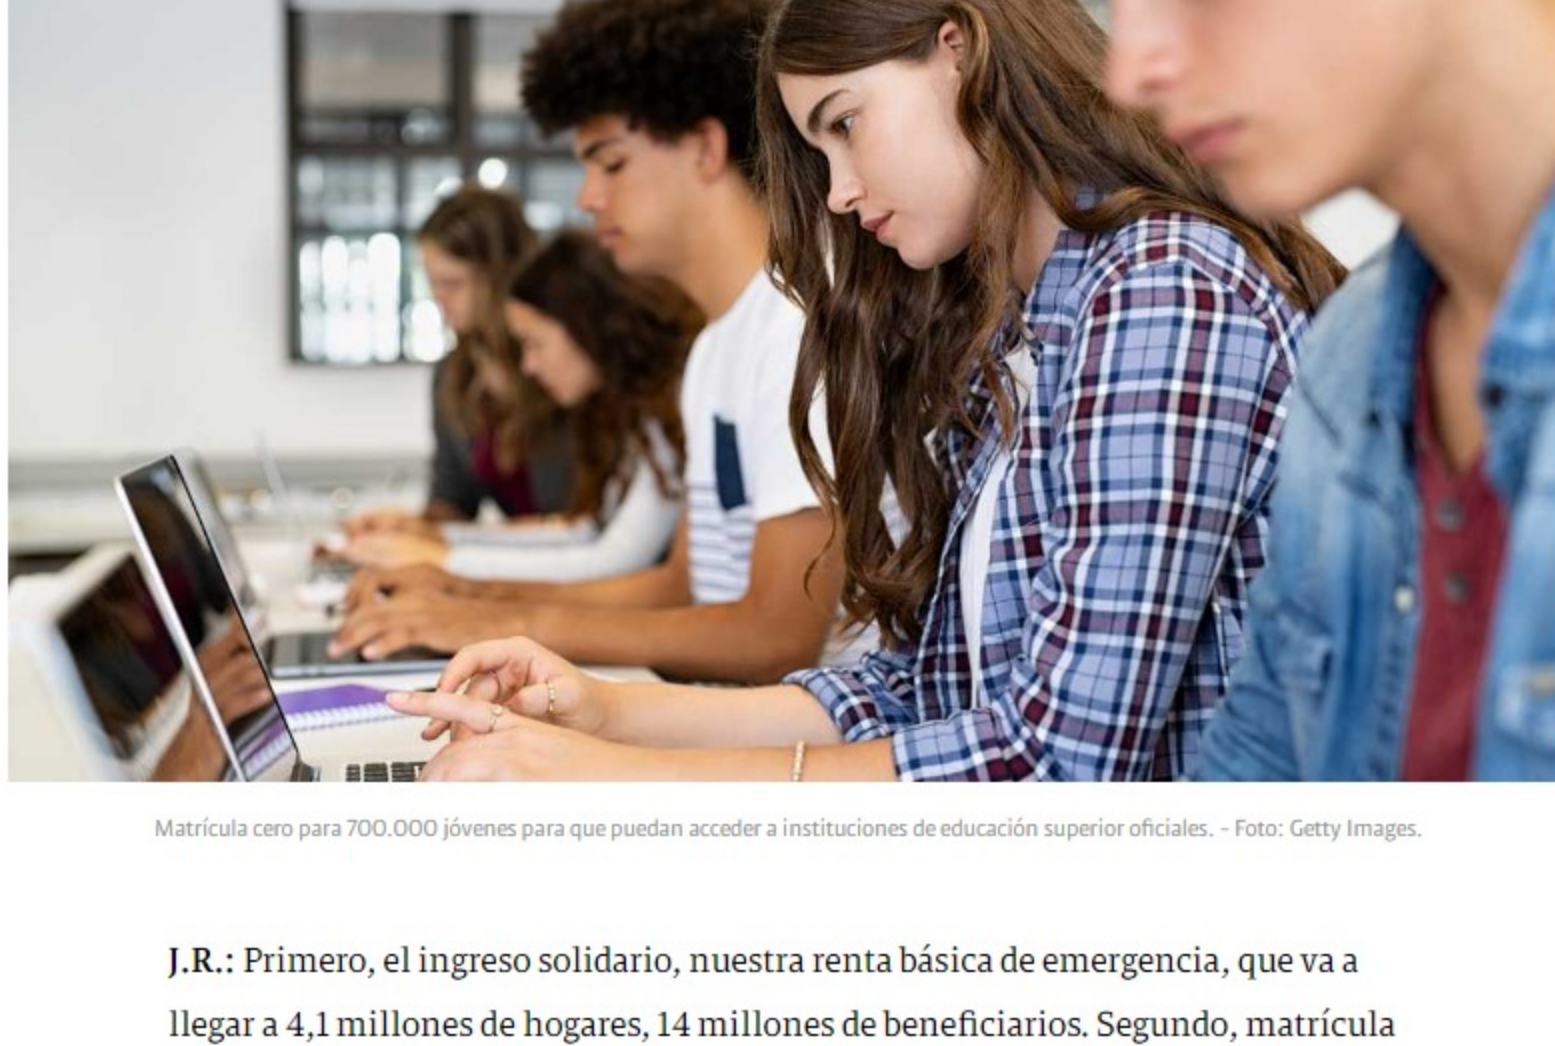 Matrícula cero para 700.000 jóvenes para que puedan acceder a instituciones de educación superior oficiales. - Foto: Getty Images.
J.R.: Primero, el ingreso solidario, nuestra renta básica de emergencia, que va a
llegar a 4,1 millones de hogares, 14 millones de beneficiarios. Segundo, matrícula